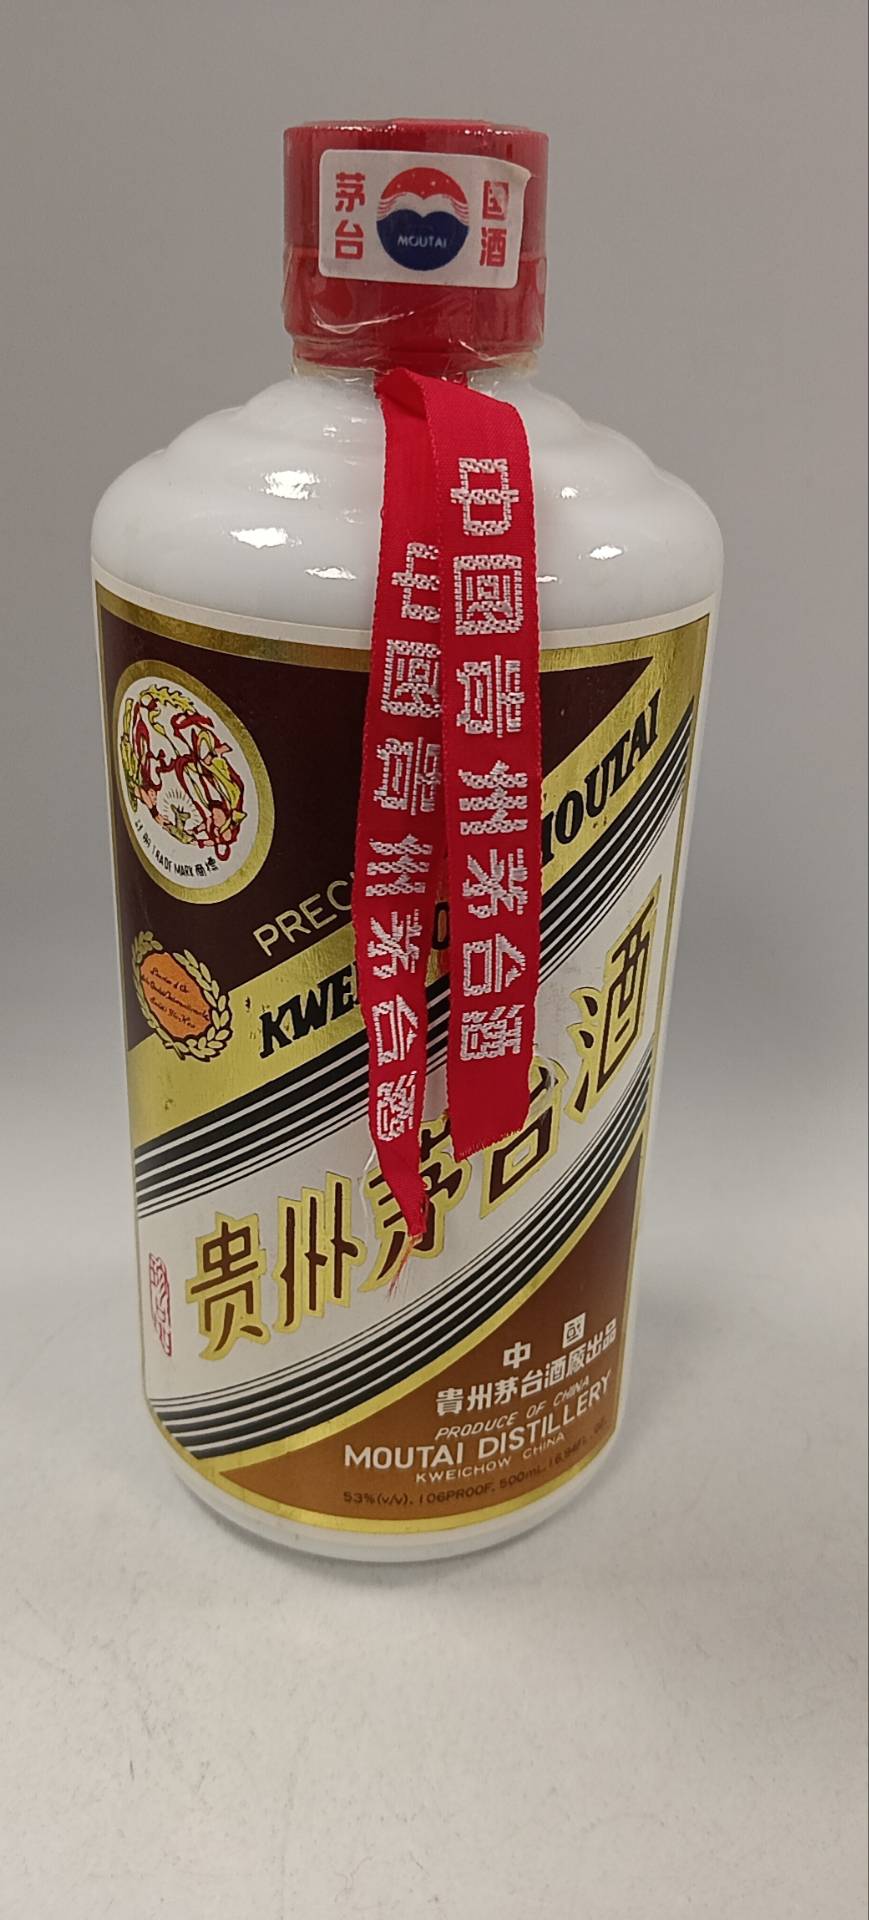 茅台
MOUTAI
国酒
中國貴州茅台酒
中國貴州茅台酒
TRADE MARK 商標
PREC
KWEI
MOUTAI
贵州茅台酒
中國
貴州茅台酒廠出品
PRODUCE OF CHINA
MOUTAI DISTILLERY
KWEICHOW CHINA
53%(v/v). 106PROOF. 500mL.